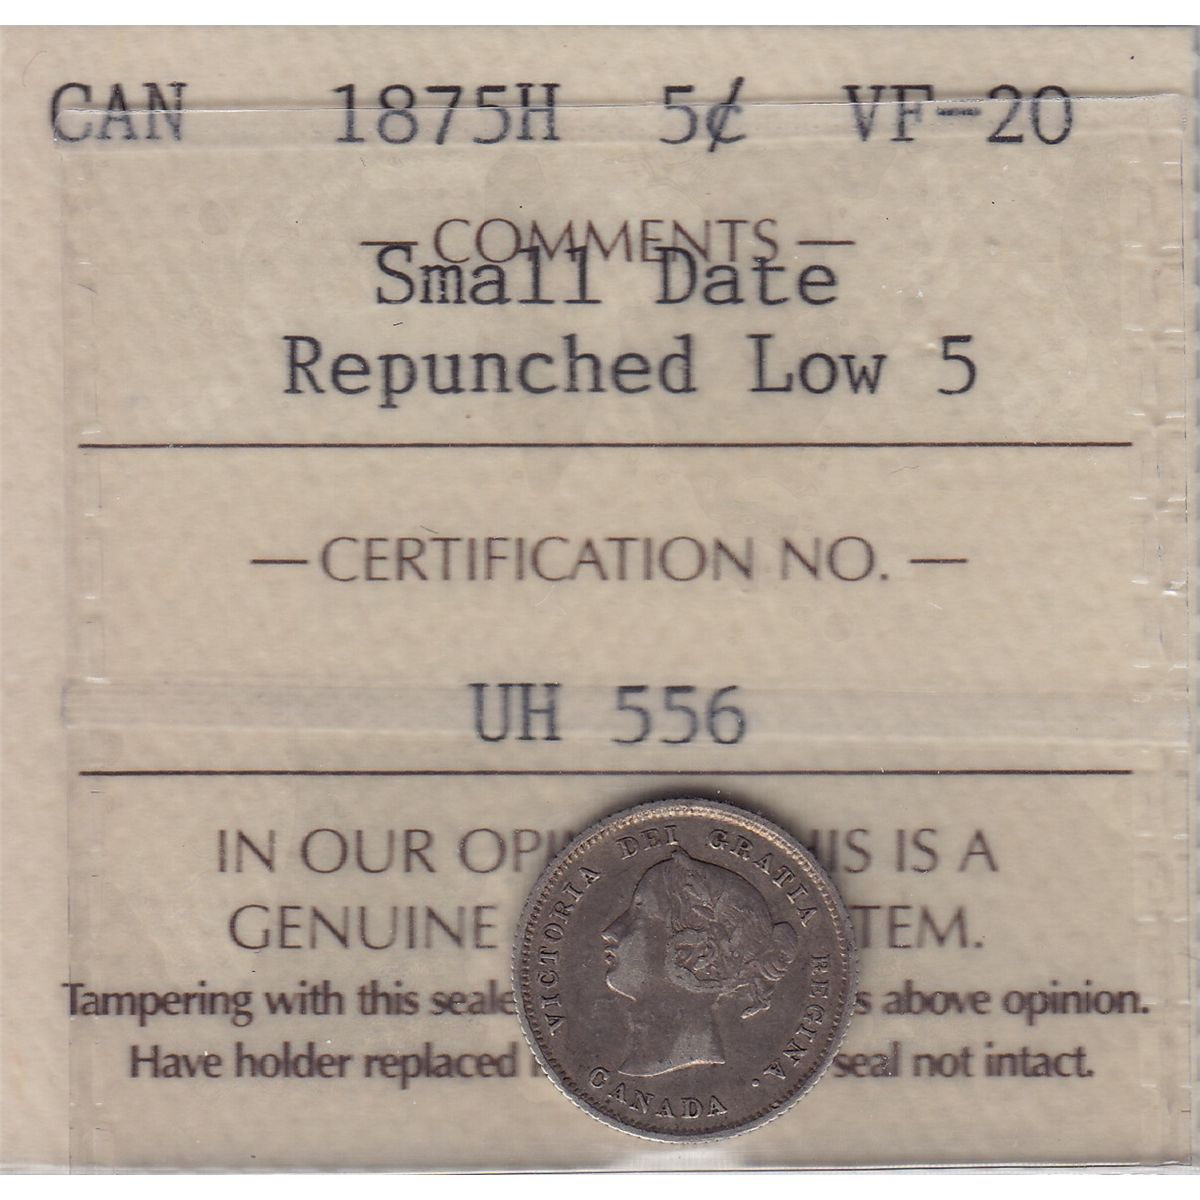 CAN 1875H 5¢ VF-20
— COMMENTS —
Small Date
Repunched Low 5
— CERTIFICATION NO. —
UH 556
IN OUR OP HIS IS A
GENUINE TEM.
Tampering with this seale s above opinion.
Have holder replaced seal not intact.
VICTORIA DEI GRATIA REGINA.
CANADA